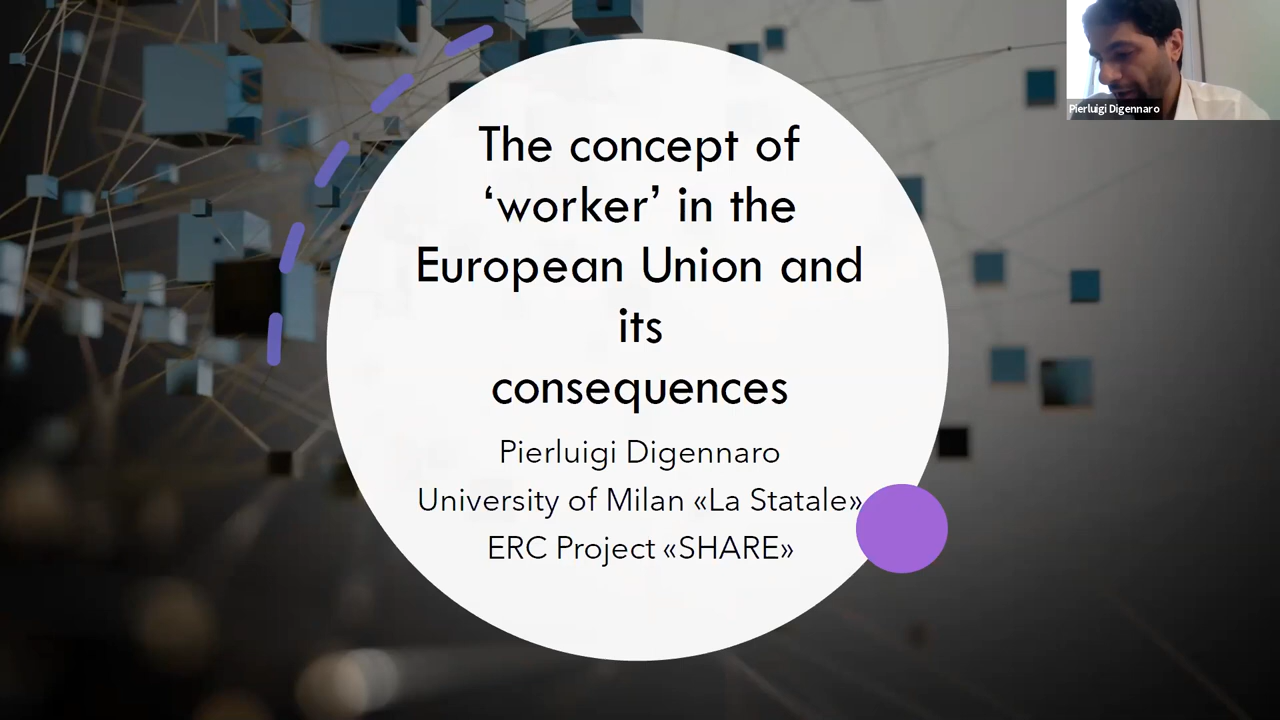 Pierluigi Digennaro
The concept of
‘worker’ in the
European Union and
its
consequences
Pierluigi Digennaro
University of Milan «La Statale»
ERC Project «SHARE»